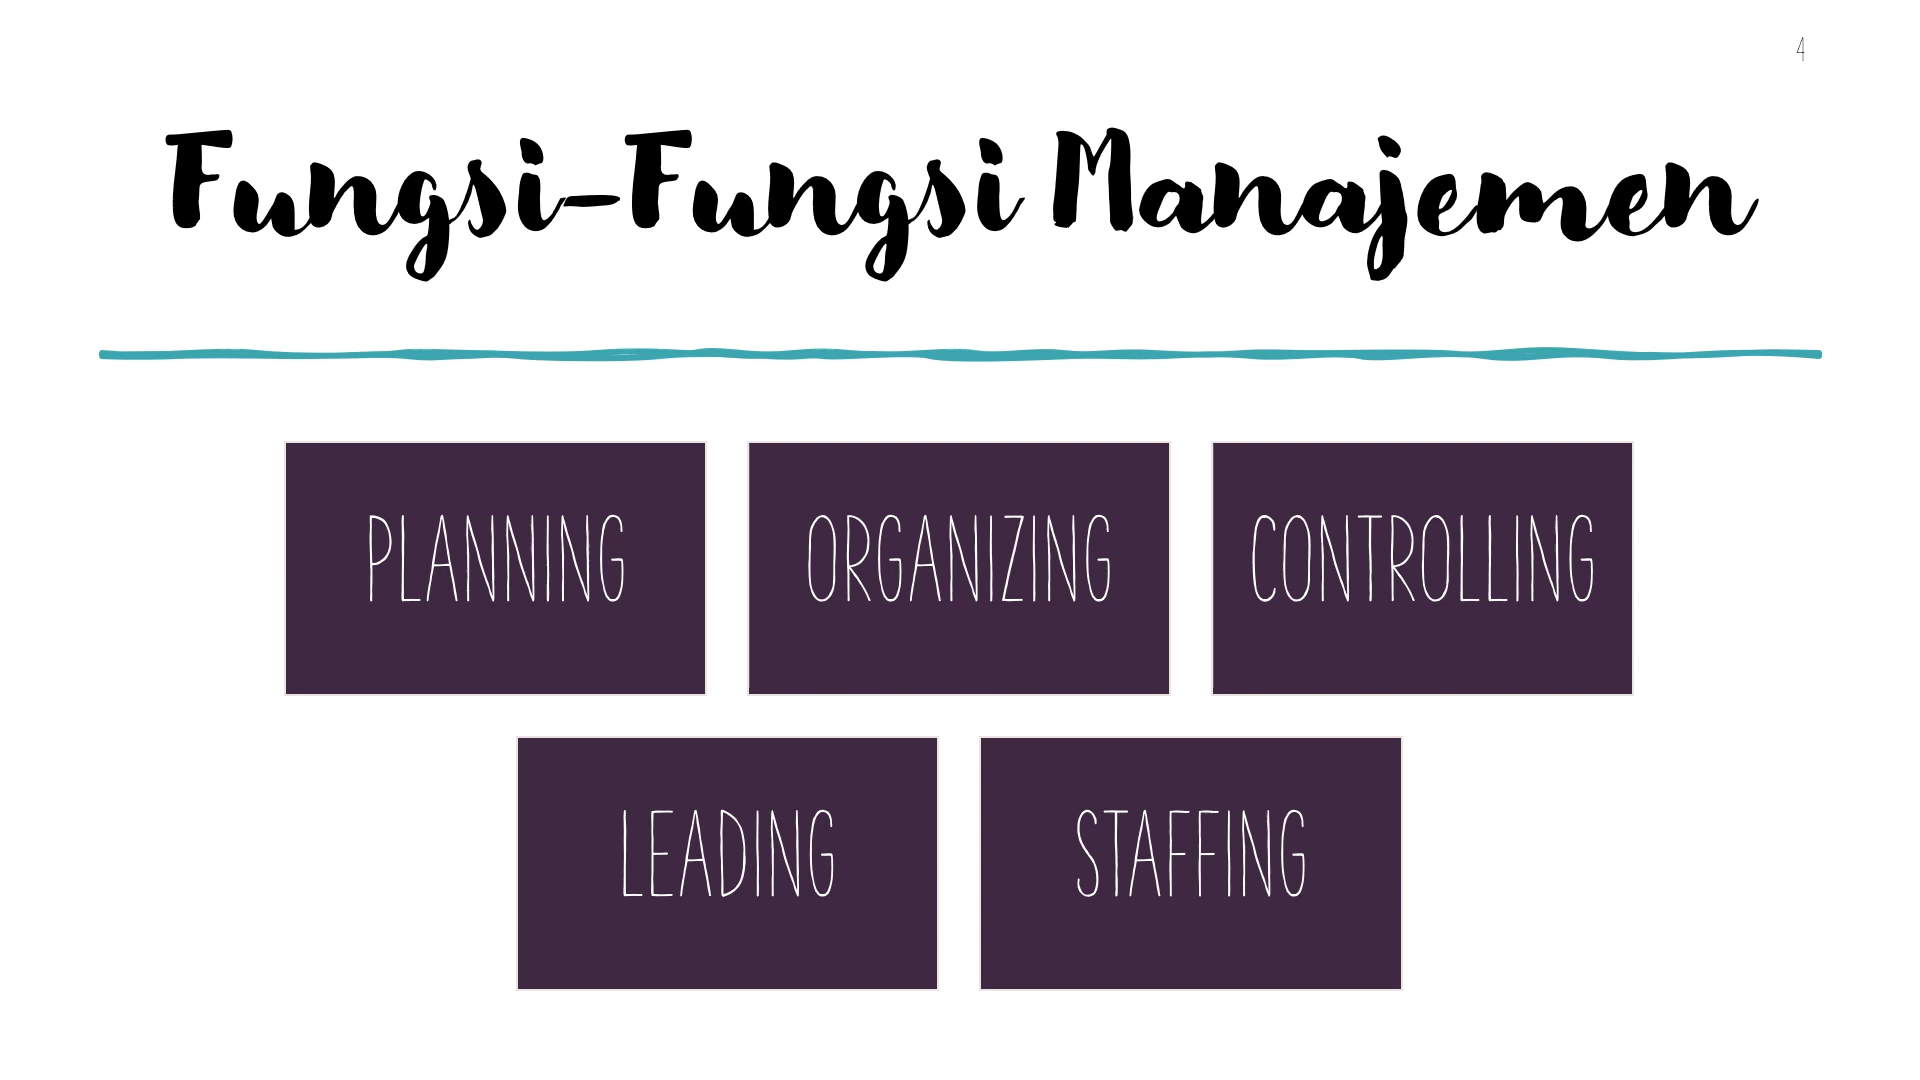 4
Fungsi-Fungsi Manajemen
PLANNING
ORGANIZING
CONTROLLING
LEADING
STAFFING